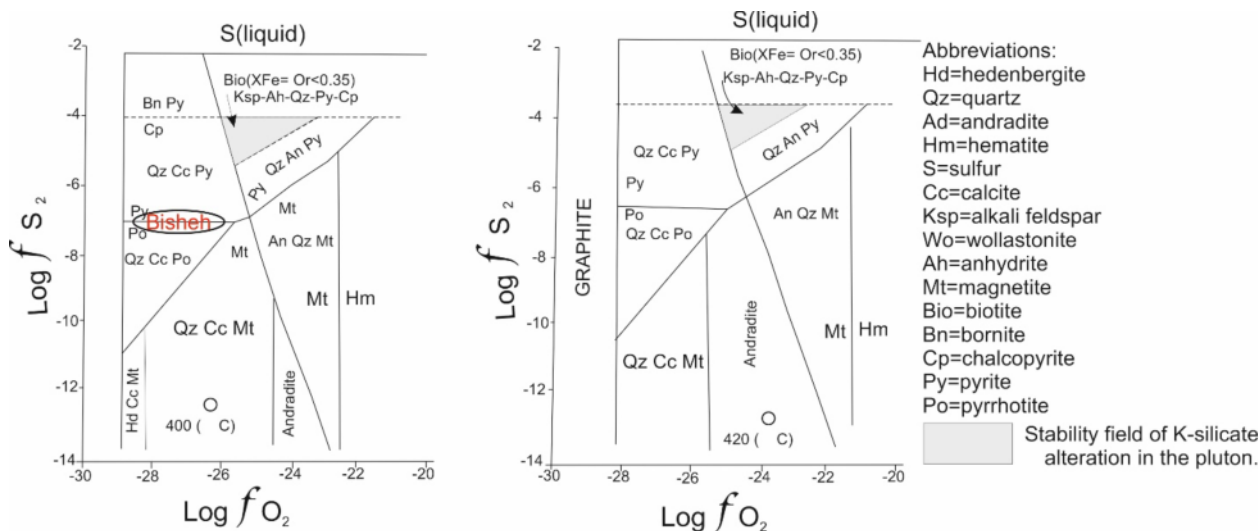 S(liquid)
-2
-4
-6
-8
-10
-12
-14
Log f S2
Bio(XFe= Or<0.35)
Ksp-Ah-Qz-Py-Cp
Bn Py
Cp
Qz Cc Py
Qz An Py
Py
Py
Bisheh
Po
Mt
Qz Cc Po
Mt
An Qz Mt
Mt
Hm
Qz Cc Mt
Hd Cc Mt
Andradite
400 ( C)
-30
-28
-26
-24
-22
-20
Log f O2
S(liquid)
-2
-4
-6
-8
-10
-12
-14
Log f S2
GRAPHITE
Bio(XFe= Or<0.35)
Ksp-Ah-Qz-Py-Cp
Qz Cc Py
Qz An Py
Py
Po
Qz Cc Po
An Qz Mt
Qz Cc Mt
Andradite
Mt
Hm
420 ( C)
-30
-28
-26
-24
-22
-20
Log f O2
Abbreviations:
Hd=hedenbergite
Qz=quartz
Ad=andradite
Hm=hematite
S=sulfur
Cc=calcite
Ksp=alkali feldspar
Wo=wollastonite
Ah=anhydrite
Mt=magnetite
Bio=biotite
Bn=bornite
Cp=chalcopyrite
Py=pyrite
Po=pyrrhotite
Stability field of K-silicate
alteration in the pluton.